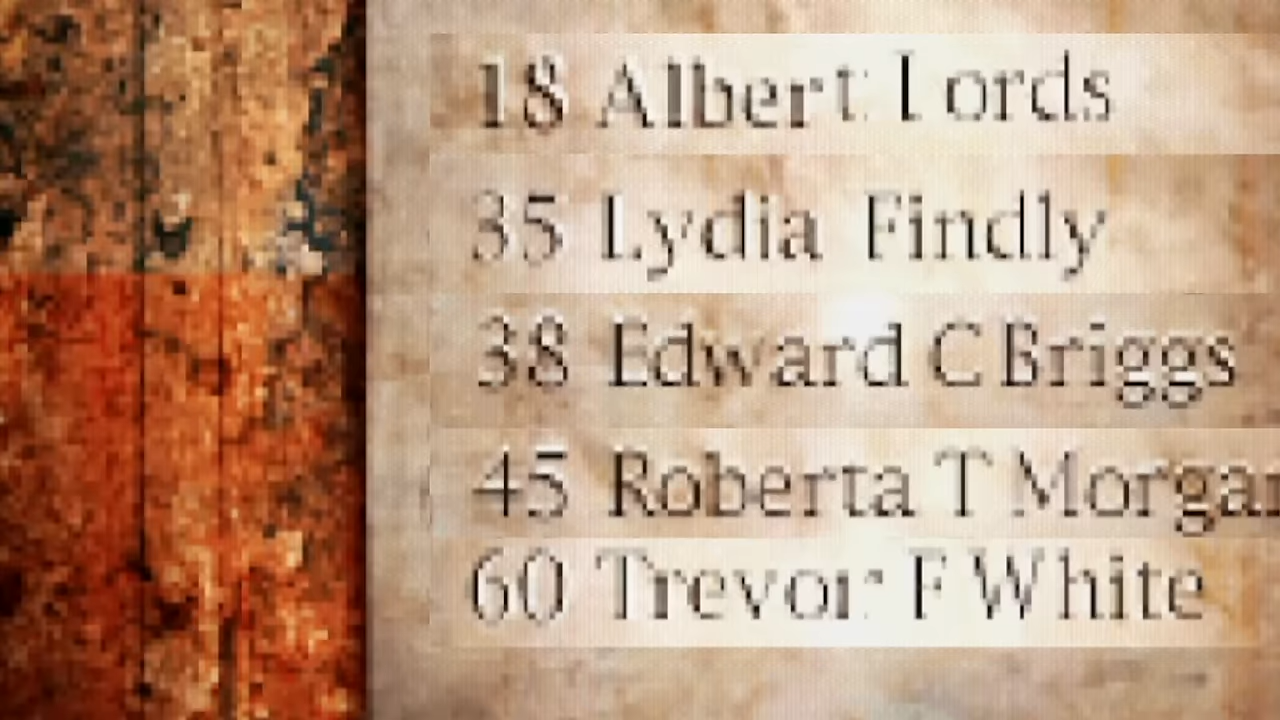 18 Albert Lords
35 Lydia Findly
38 Edward C Briggs
45 Roberta T Morgan
60 Trevor F White